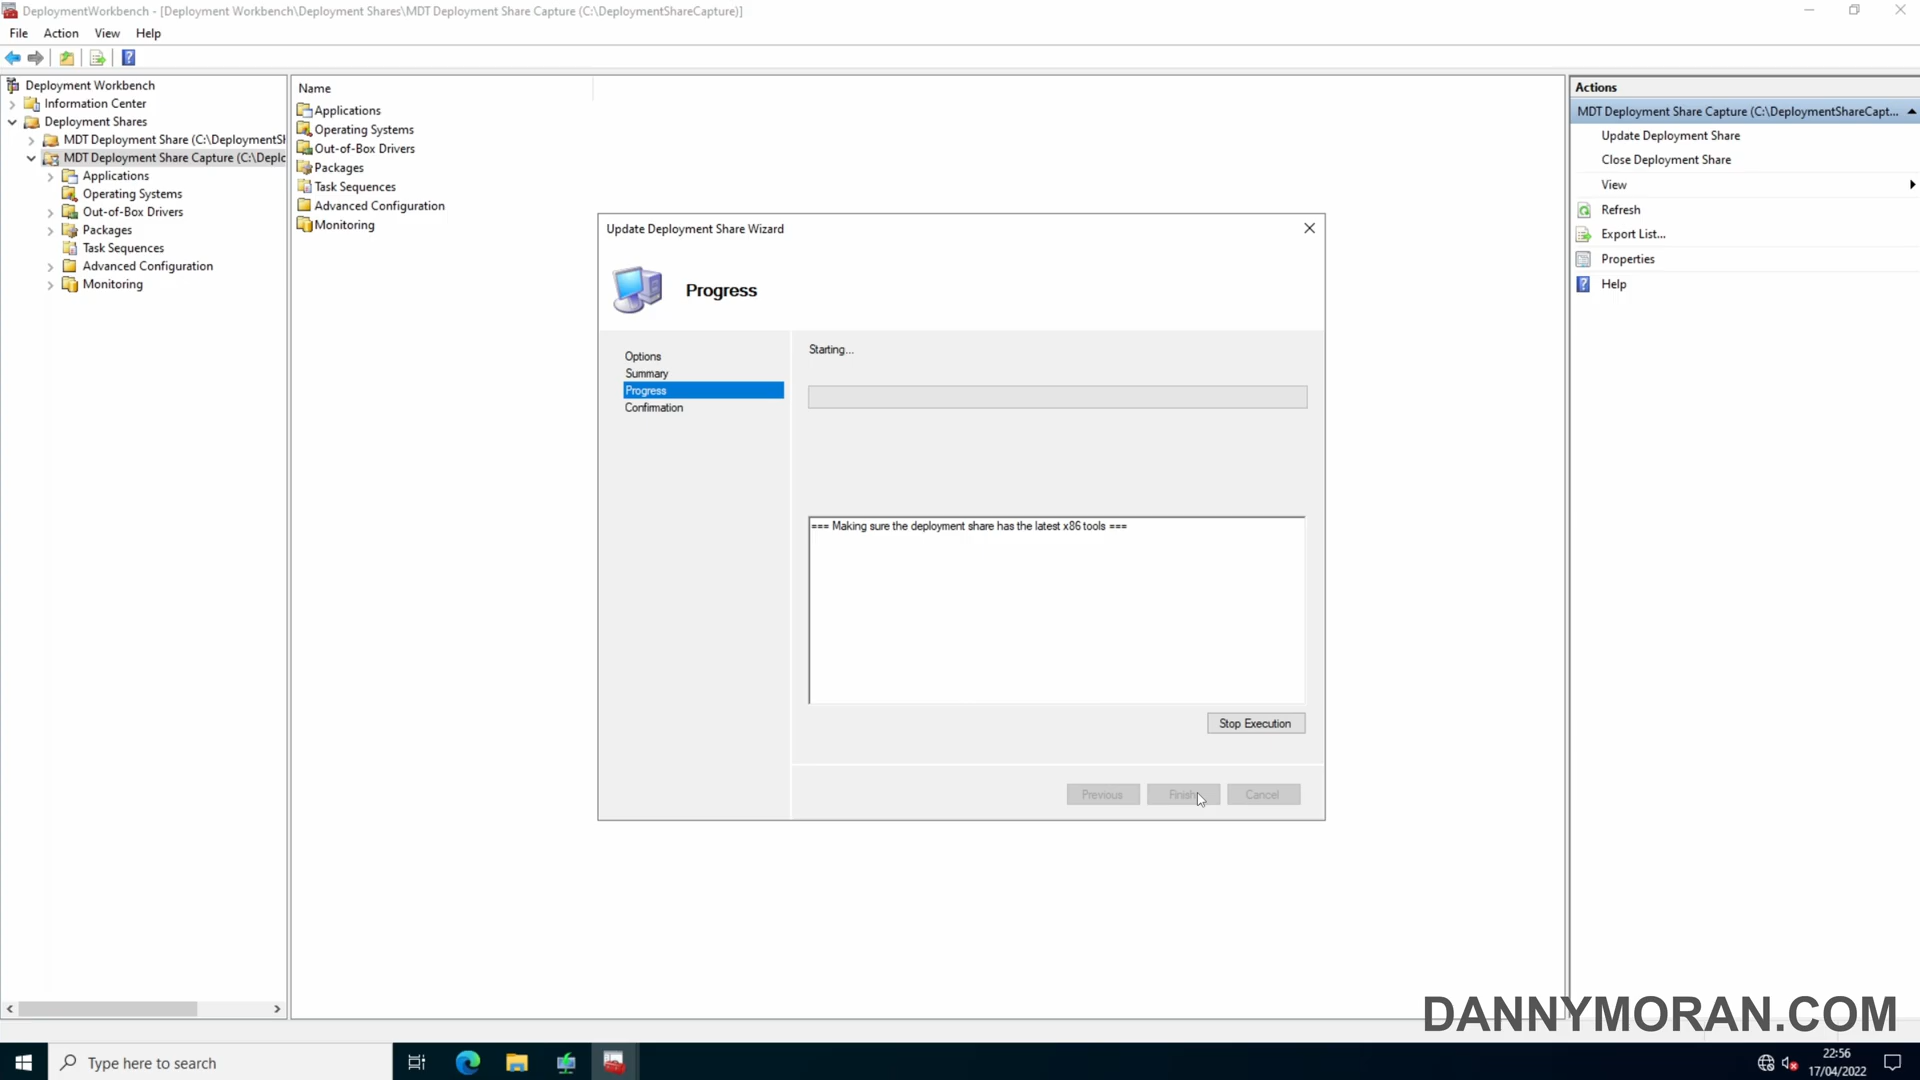 DeploymentWorkbench - [Deployment Workbench\Deployment Shares\MDT Deployment Share Capture (C:\DeploymentShareCapture)]
File Action View Help
Deployment Workbench
Information Center
Deployment Shares
MDT Deployment Share (C:\DeploymentSh
MDT Deployment Share Capture (C:\Deplo
Applications
Operating Systems
Out-of-Box Drivers
Packages
Task Sequences
Advanced Configuration
Monitoring
Name
Applications
Operating Systems
Out-of-Box Drivers
Packages
Task Sequences
Advanced Configuration
Monitoring
Update Deployment Share Wizard
Progress
Options
Summary
Progress
Confirmation
Starting...
=== Making sure the deployment share has the latest x86 tools ===
Stop Execution
Previous Finish Cancel
Actions
MDT Deployment Share Capture (C:\DeploymentShareCapt...
Update Deployment Share
Close Deployment Share
View
Refresh
Export List...
Properties
Help
DANNYMORAN.COM
Type here to search
22:56
17/04/2022